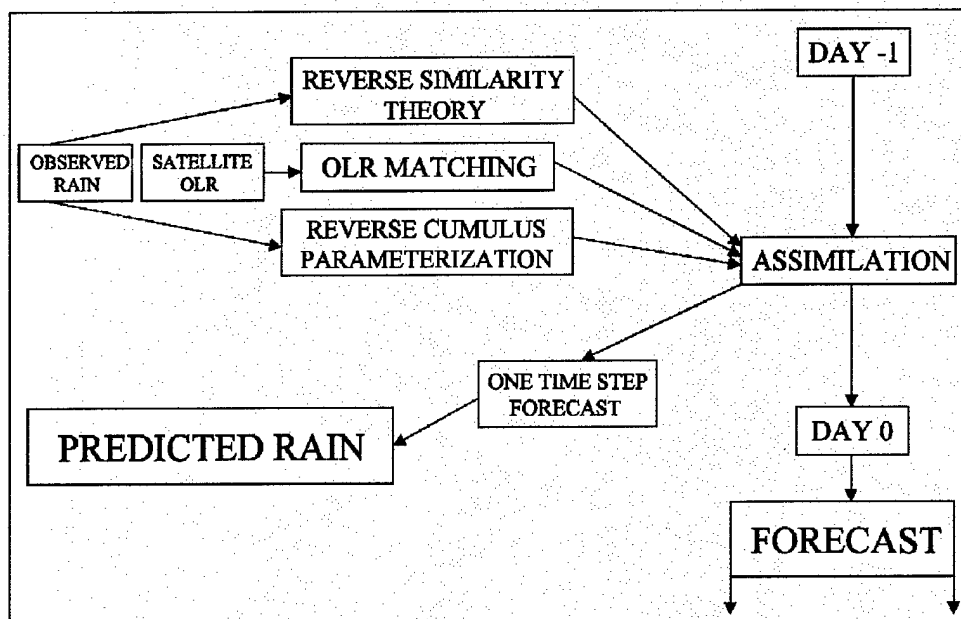 DAY -1
REVERSE SIMILARITY
THEORY
OBSERVED
RAIN
SATELLITE
OLR
OLR MATCHING
REVERSE CUMULUS
PARAMETERIZATION
ASSIMILATION
ONE TIME STEP
FORECAST
PREDICTED RAIN
DAY 0
FORECAST